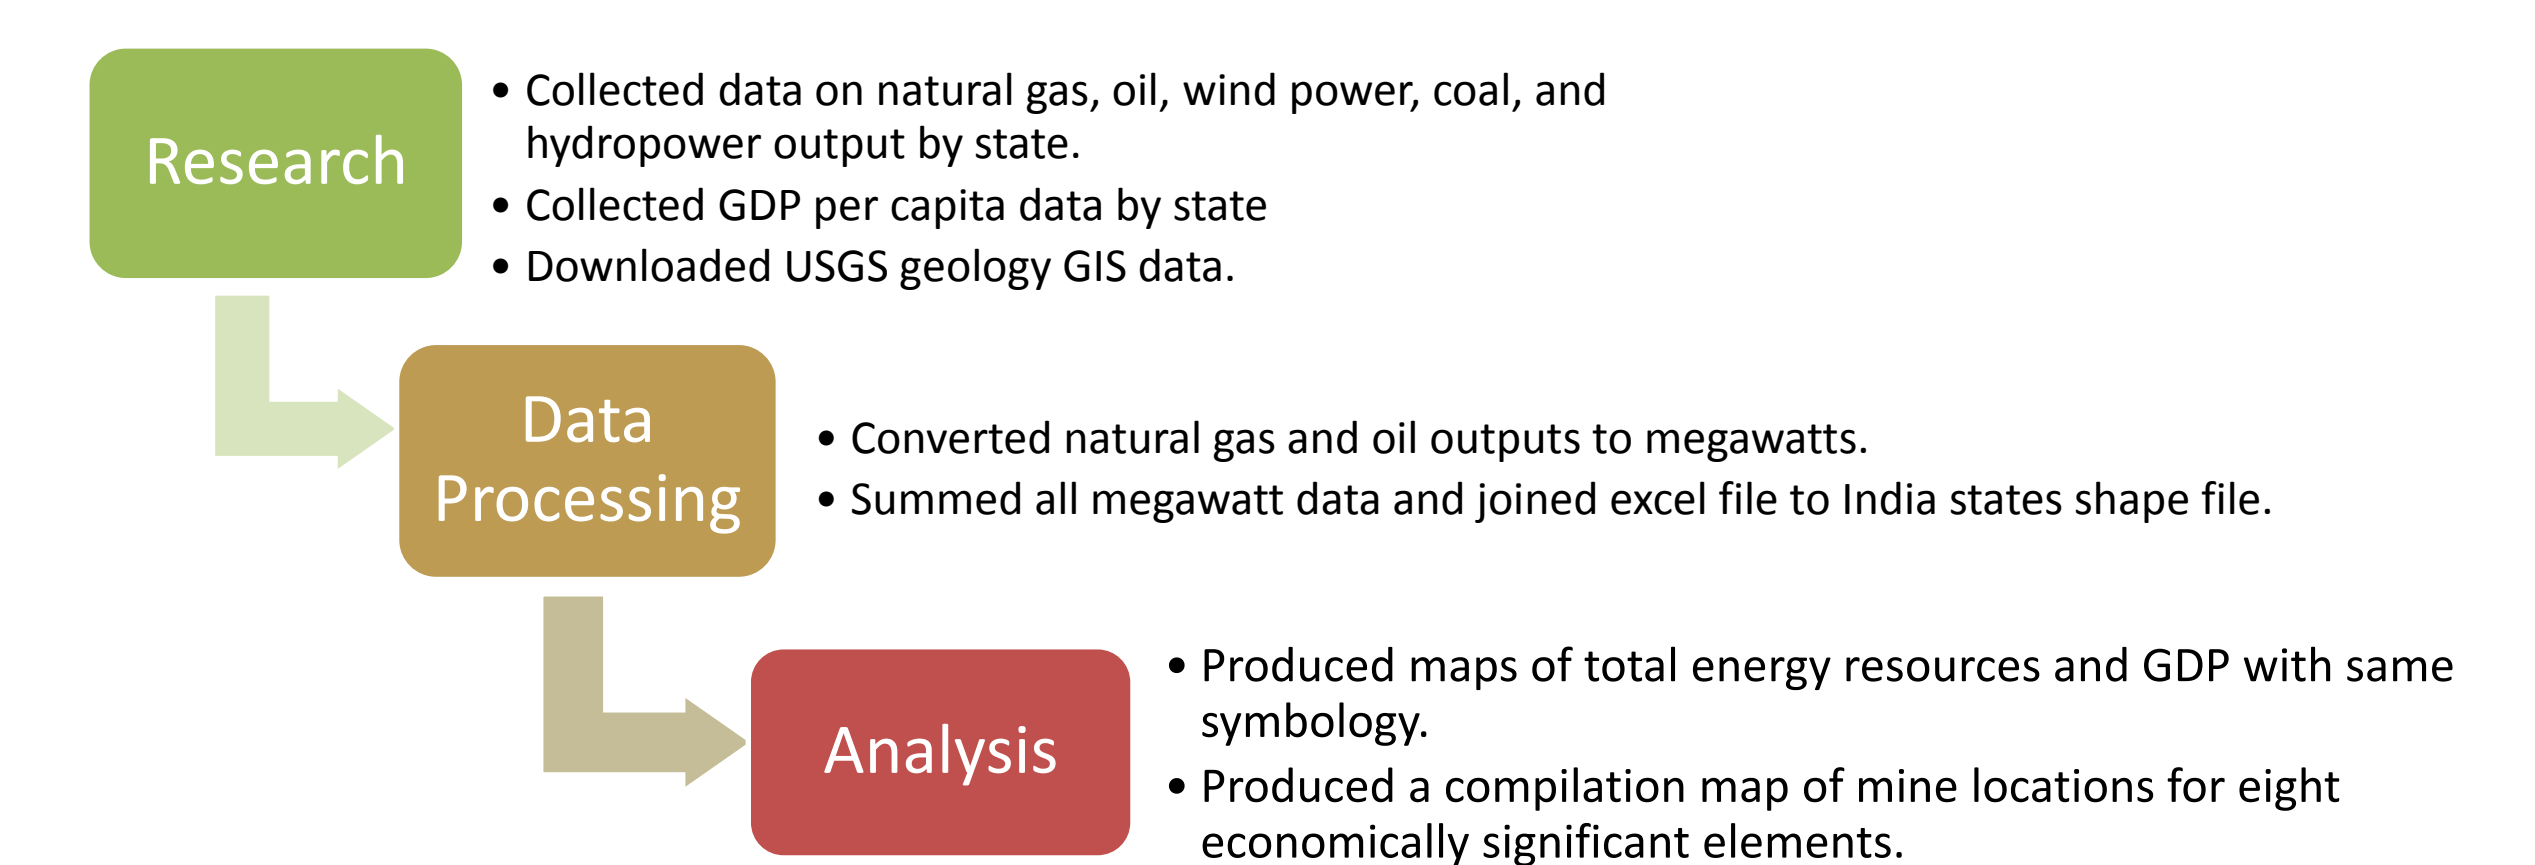 Research
• Collected data on natural gas, oil, wind power, coal, and
hydropower output by state.
• Collected GDP per capita data by state
• Downloaded USGS geology GIS data.
Data
Processing
• Converted natural gas and oil outputs to megawatts.
• Summed all megawatt data and joined excel file to India states shape file.
Analysis
• Produced maps of total energy resources and GDP with same
symbology.
• Produced a compilation map of mine locations for eight
economically significant elements.